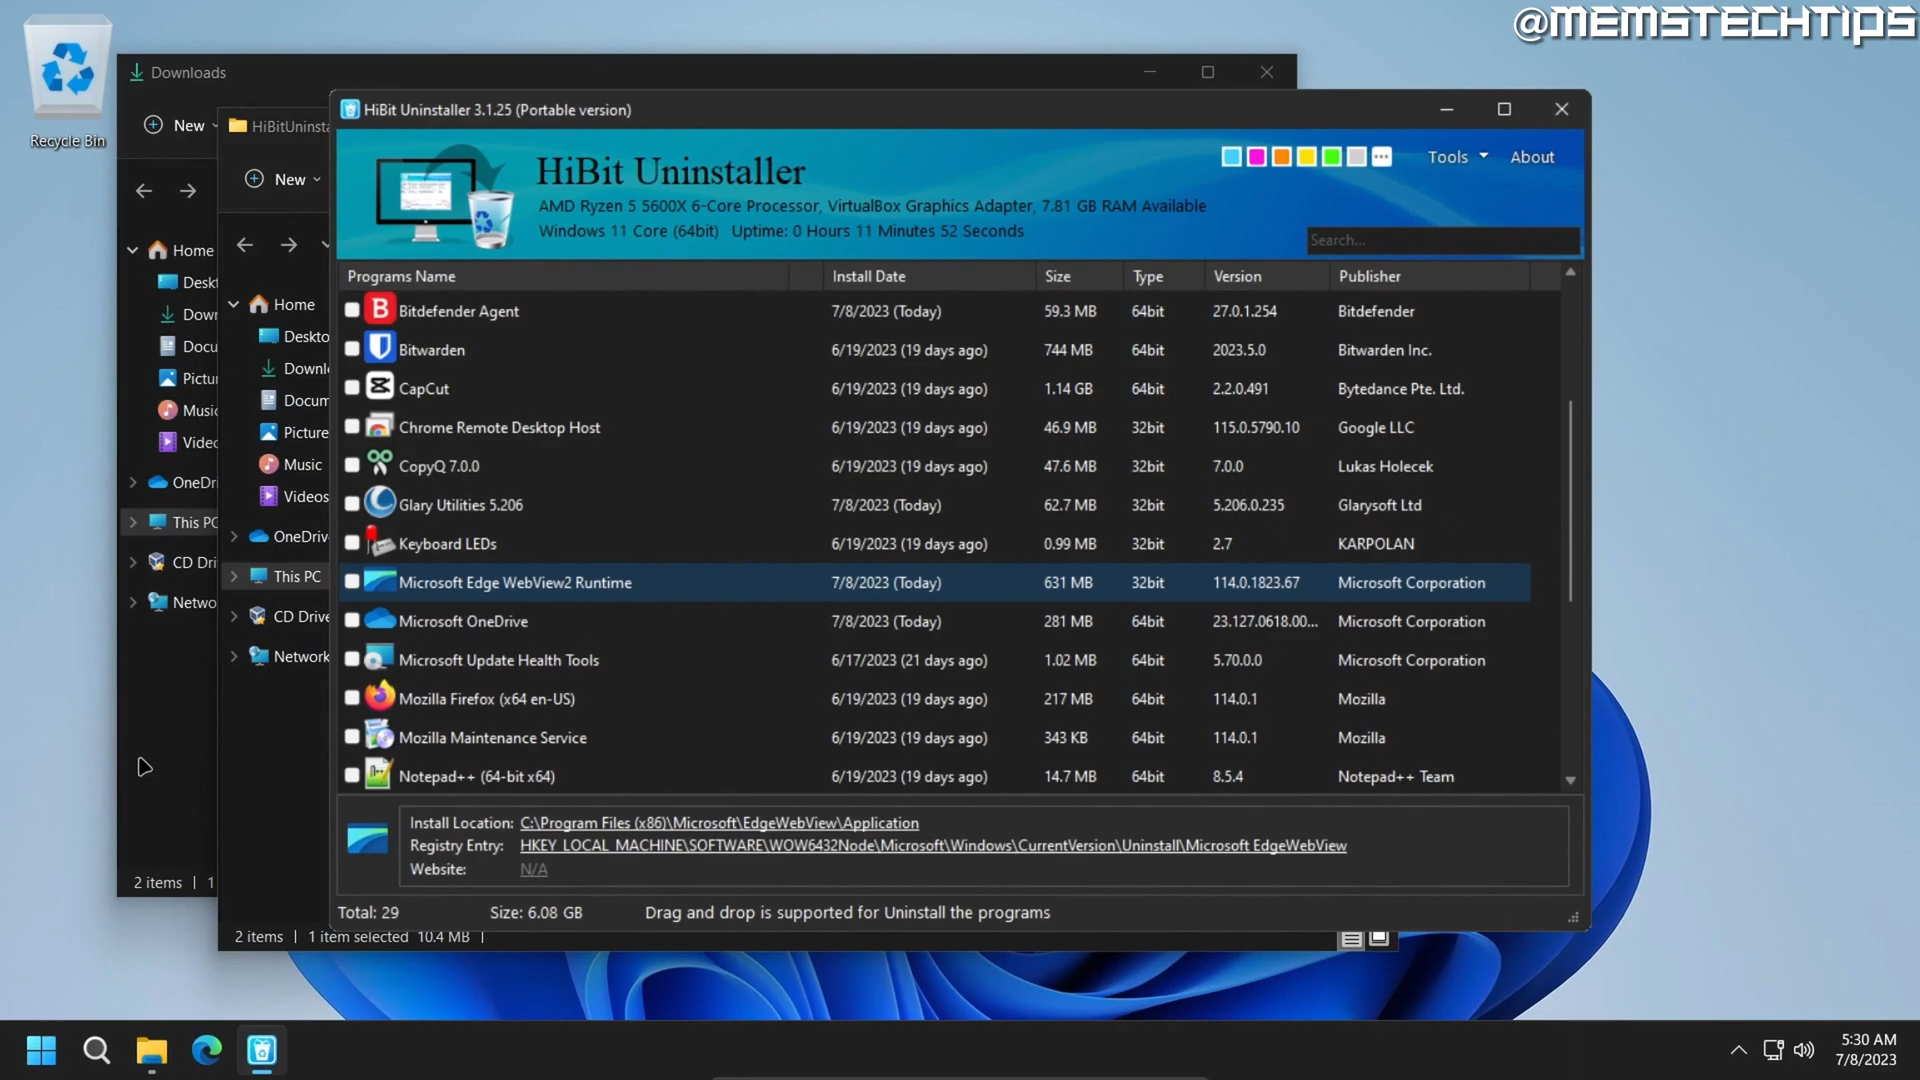 @MEMSTECHTIPS
Recycle Bin
Downloads
New
Home
OneDri
This PC
CD Dri
Netwo
2 items | 1
HiBitUninsta
New
Home
Deskto
Downl
Docum
Picture
Music
Videos
OneDriv
This PC
CD Drive
Network
2 items | 1 item selected 10.4 MB |
HiBit Uninstaller 3.1.25 (Portable version)
HiBit Uninstaller
Tools About
AMD Ryzen 5 5600X 6-Core Processor, VirtualBox Graphics Adapter, 7.81 GB RAM Available
Windows 11 Core (64bit) Uptime: 0 Hours 11 Minutes 52 Seconds
Search...
Programs Name Install Date Size Type Version Publisher
Bitdefender Agent 7/8/2023 (Today) 59.3 MB 64bit 27.0.1.254 Bitdefender
Bitwarden 6/19/2023 (19 days ago) 744 MB 64bit 2023.5.0 Bitwarden Inc.
CapCut 6/19/2023 (19 days ago) 1.14 GB 64bit 2.2.0.491 Bytedance Pte. Ltd.
Chrome Remote Desktop Host 6/19/2023 (19 days ago) 46.9 MB 32bit 115.0.5790.10 Google LLC
CopyQ 7.0.0 6/19/2023 (19 days ago) 47.6 MB 32bit 7.0.0 Lukas Holecek
Glary Utilities 5.206 7/8/2023 (Today) 62.7 MB 32bit 5.206.0.235 Glarysoft Ltd
Keyboard LEDs 6/19/2023 (19 days ago) 0.99 MB 32bit 2.7 KARPOLAN
Microsoft Edge WebView2 Runtime 7/8/2023 (Today) 631 MB 32bit 114.0.1823.67 Microsoft Corporation
Microsoft OneDrive 7/8/2023 (Today) 281 MB 64bit 23.127.0618.00... Microsoft Corporation
Microsoft Update Health Tools 6/17/2023 (21 days ago) 1.02 MB 64bit 5.70.0.0 Microsoft Corporation
Mozilla Firefox (x64 en-US) 6/19/2023 (19 days ago) 217 MB 64bit 114.0.1 Mozilla
Mozilla Maintenance Service 6/19/2023 (19 days ago) 343 KB 64bit 114.0.1 Mozilla
Notepad++ (64-bit x64) 6/19/2023 (19 days ago) 14.7 MB 64bit 8.5.4 Notepad++ Team
Install Location: C:\Program Files (x86)\Microsoft\EdgeWebView\Application
Registry Entry: HKEY_LOCAL_MACHINE\SOFTWARE\WOW6432Node\Microsoft\Windows\CurrentVersion\Uninstall\Microsoft EdgeWebView
Website: N/A
Total: 29 Size: 6.08 GB Drag and drop is supported for Uninstall the programs
5:30 AM
7/8/2023